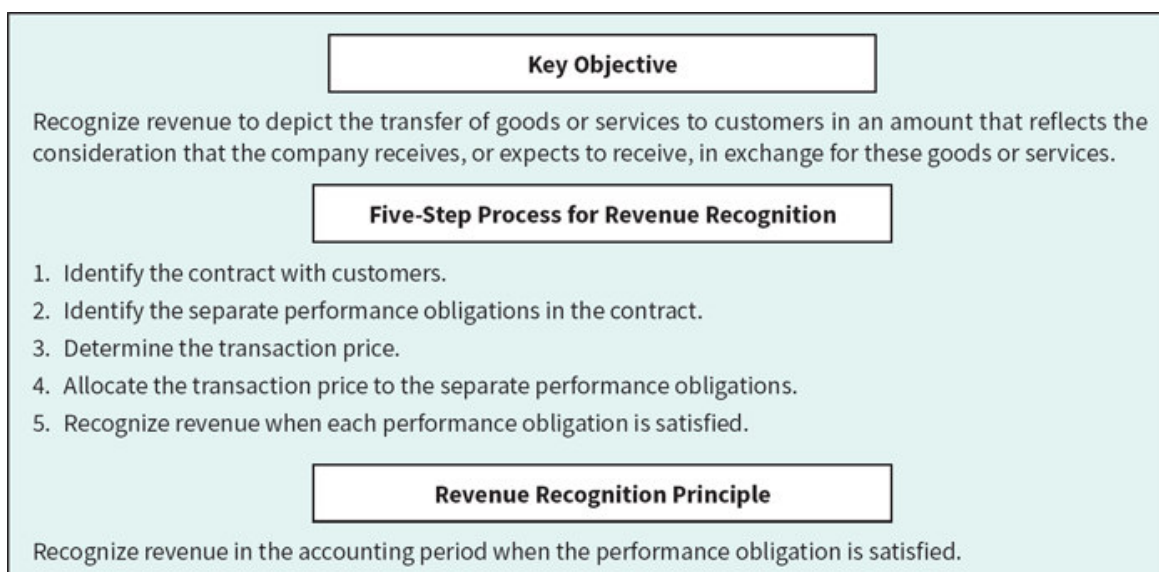 Key Objective
Recognize revenue to depict the transfer of goods or services to customers in an amount that reflects the
consideration that the company receives, or expects to receive, in exchange for these goods or services.
Five-Step Process for Revenue Recognition
1. Identify the contract with customers.
2. Identify the separate performance obligations in the contract.
3. Determine the transaction price.
4. Allocate the transaction price to the separate performance obligations.
5. Recognize revenue when each performance obligation is satisfied.
Revenue Recognition Principle
Recognize revenue in the accounting period when the performance obligation is satisfied.